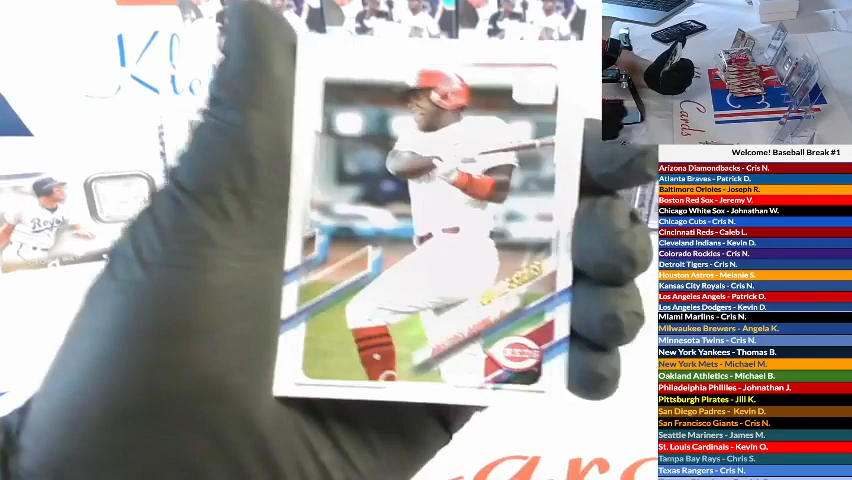 Kle
Cards
REDS
Royals
Cards
Welcome! Baseball Break #1
Arizona Diamondbacks - Cris N.
Atlanta Braves - Patrick D.
Baltimore Orioles - Joseph R.
Boston Red Sox - Jeremy V.
Chicago White Sox - Johnathan W.
Chicago Cubs - Cris N.
Cincinnati Reds - Caleb L.
Cleveland Indians - Kevin D.
Colorado Rockies - Cris N.
Detroit Tigers - Cris N.
Houston Astros - Melanie S.
Kansas City Royals - Cris N.
Los Angeles Angels - Patrick D.
Los Angeles Dodgers - Kevin D.
Miami Marlins - Cris N.
Milwaukee Brewers - Angela K.
Minnesota Twins - Cris N.
New York Yankees - Thomas B.
New York Mets - Michael M.
Oakland Athletics - Michael B.
Philadelphia Phillies - Johnathan J.
Pittsburgh Pirates - Jill K.
San Diego Padres - Kevin D.
San Francisco Giants - Cris N.
Seattle Mariners - James M.
St. Louis Cardinals - Kevin O.
Tampa Bay Rays - Chris S.
Texas Rangers - Cris N.